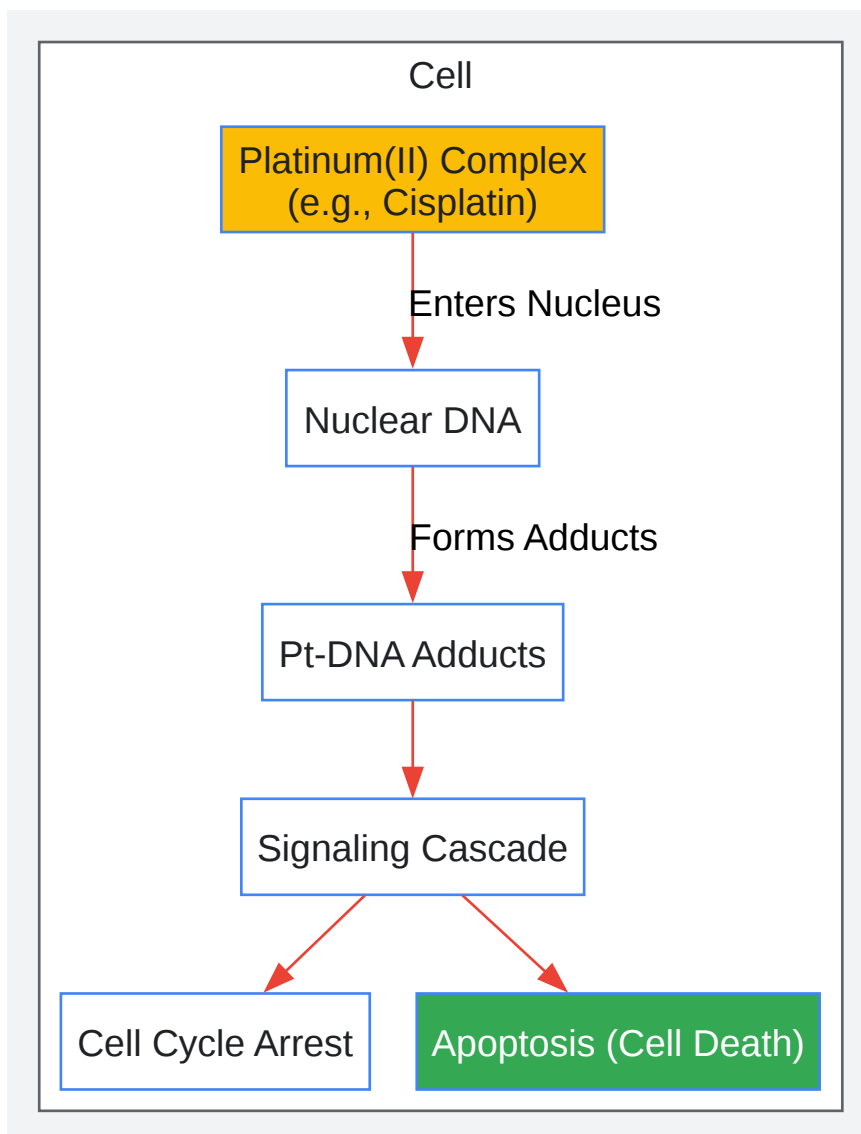 Cell
Platinum(II) Complex
(e.g., Cisplatin)
Enters Nucleus
Nuclear DNA
Forms Adducts
Pt-DNA Adducts
Signaling Cascade
Cell Cycle Arrest
Apoptosis (Cell Death)